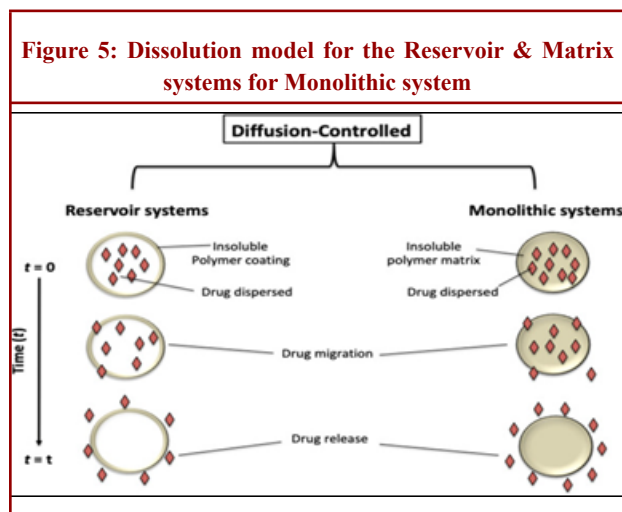 Figure 5: Dissolution model for the Reservoir & Matrix
systems for Monolithic system
Diffusion-Controlled
Reservoir systems
Monolithic systems
t = 0
Insoluble
Polymer coating
Drug dispersed
Insoluble
polymer matrix
Drug dispersed
Time (t)
Drug migration
Drug release
t = t